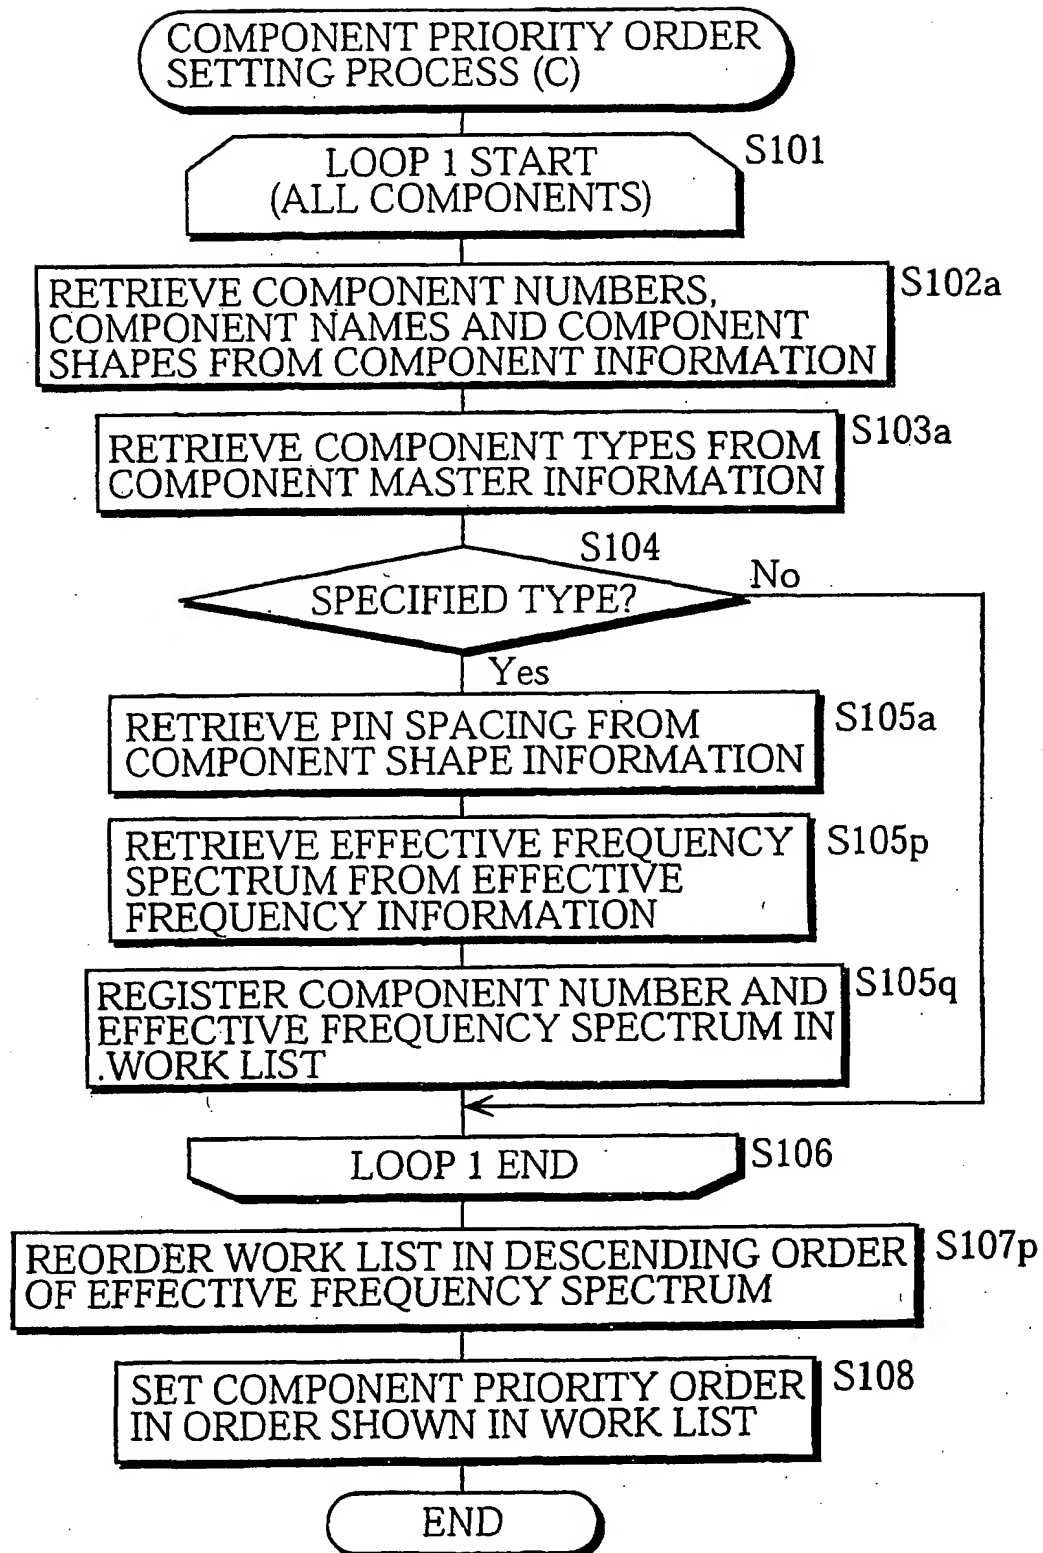 COMPONENT PRIORITY ORDER
SETTING PROCESS (C)
LOOP 1 START
(ALL COMPONENTS)
S101
RETRIEVE COMPONENT NUMBERS,
COMPONENT NAMES AND COMPONENT
SHAPES FROM COMPONENT INFORMATION
S102a
RETRIEVE COMPONENT TYPES FROM
COMPONENT MASTER INFORMATION
S103a
S104
SPECIFIED TYPE?
No
Yes
RETRIEVE PIN SPACING FROM
COMPONENT SHAPE INFORMATION
S105a
RETRIEVE EFFECTIVE FREQUENCY
SPECTRUM FROM EFFECTIVE
FREQUENCY INFORMATION
S105p
REGISTER COMPONENT NUMBER AND
EFFECTIVE FREQUENCY SPECTRUM IN
WORK LIST
S105q
LOOP 1 END
S106
REORDER WORK LIST IN DESCENDING ORDER
OF EFFECTIVE FREQUENCY SPECTRUM
S107p
SET COMPONENT PRIORITY ORDER
IN ORDER SHOWN IN WORK LIST
S108
END